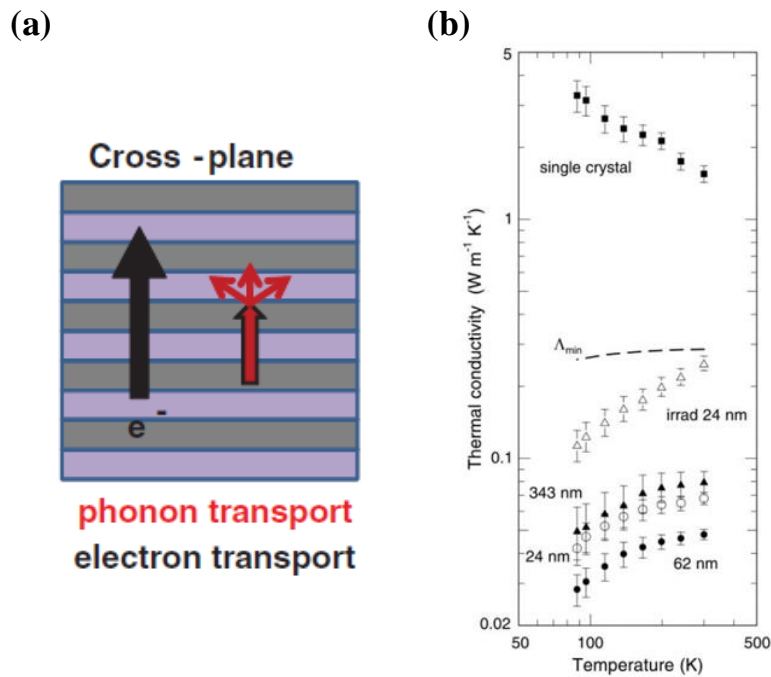 (a)
Cross -plane
e -
phonon transport
electron transport
(b)
5
1
0.1
0.02
Thermal conductivity (W m⁻¹ K⁻¹)
single crystal
Λmin
irrad 24 nm
343 nm
24 nm
62 nm
50
100
500
Temperature (K)